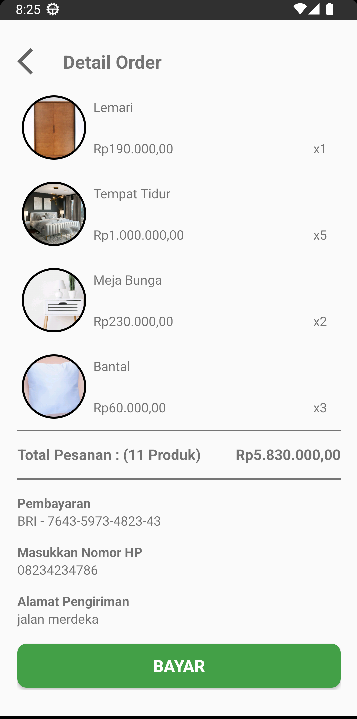 8:25
Detail Order
Lemari
Rp190.000,00 x1
Tempat Tidur
Rp1.000.000,00 x5
Meja Bunga
Rp230.000,00 x2
Bantal
Rp60.000,00 x3
Total Pesanan : (11 Produk) Rp5.830.000,00
Pembayaran
BRI - 7643-5973-4823-43
Masukkan Nomor HP
08234234786
Alamat Pengiriman
jalan merdeka
BAYAR